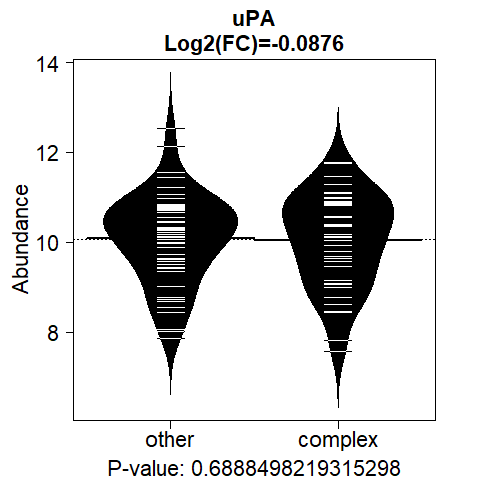 uPA
Log2(FC)=-0.0876
14
12
10
8
Abundance
other complex
P-value: 0.6888498219315298